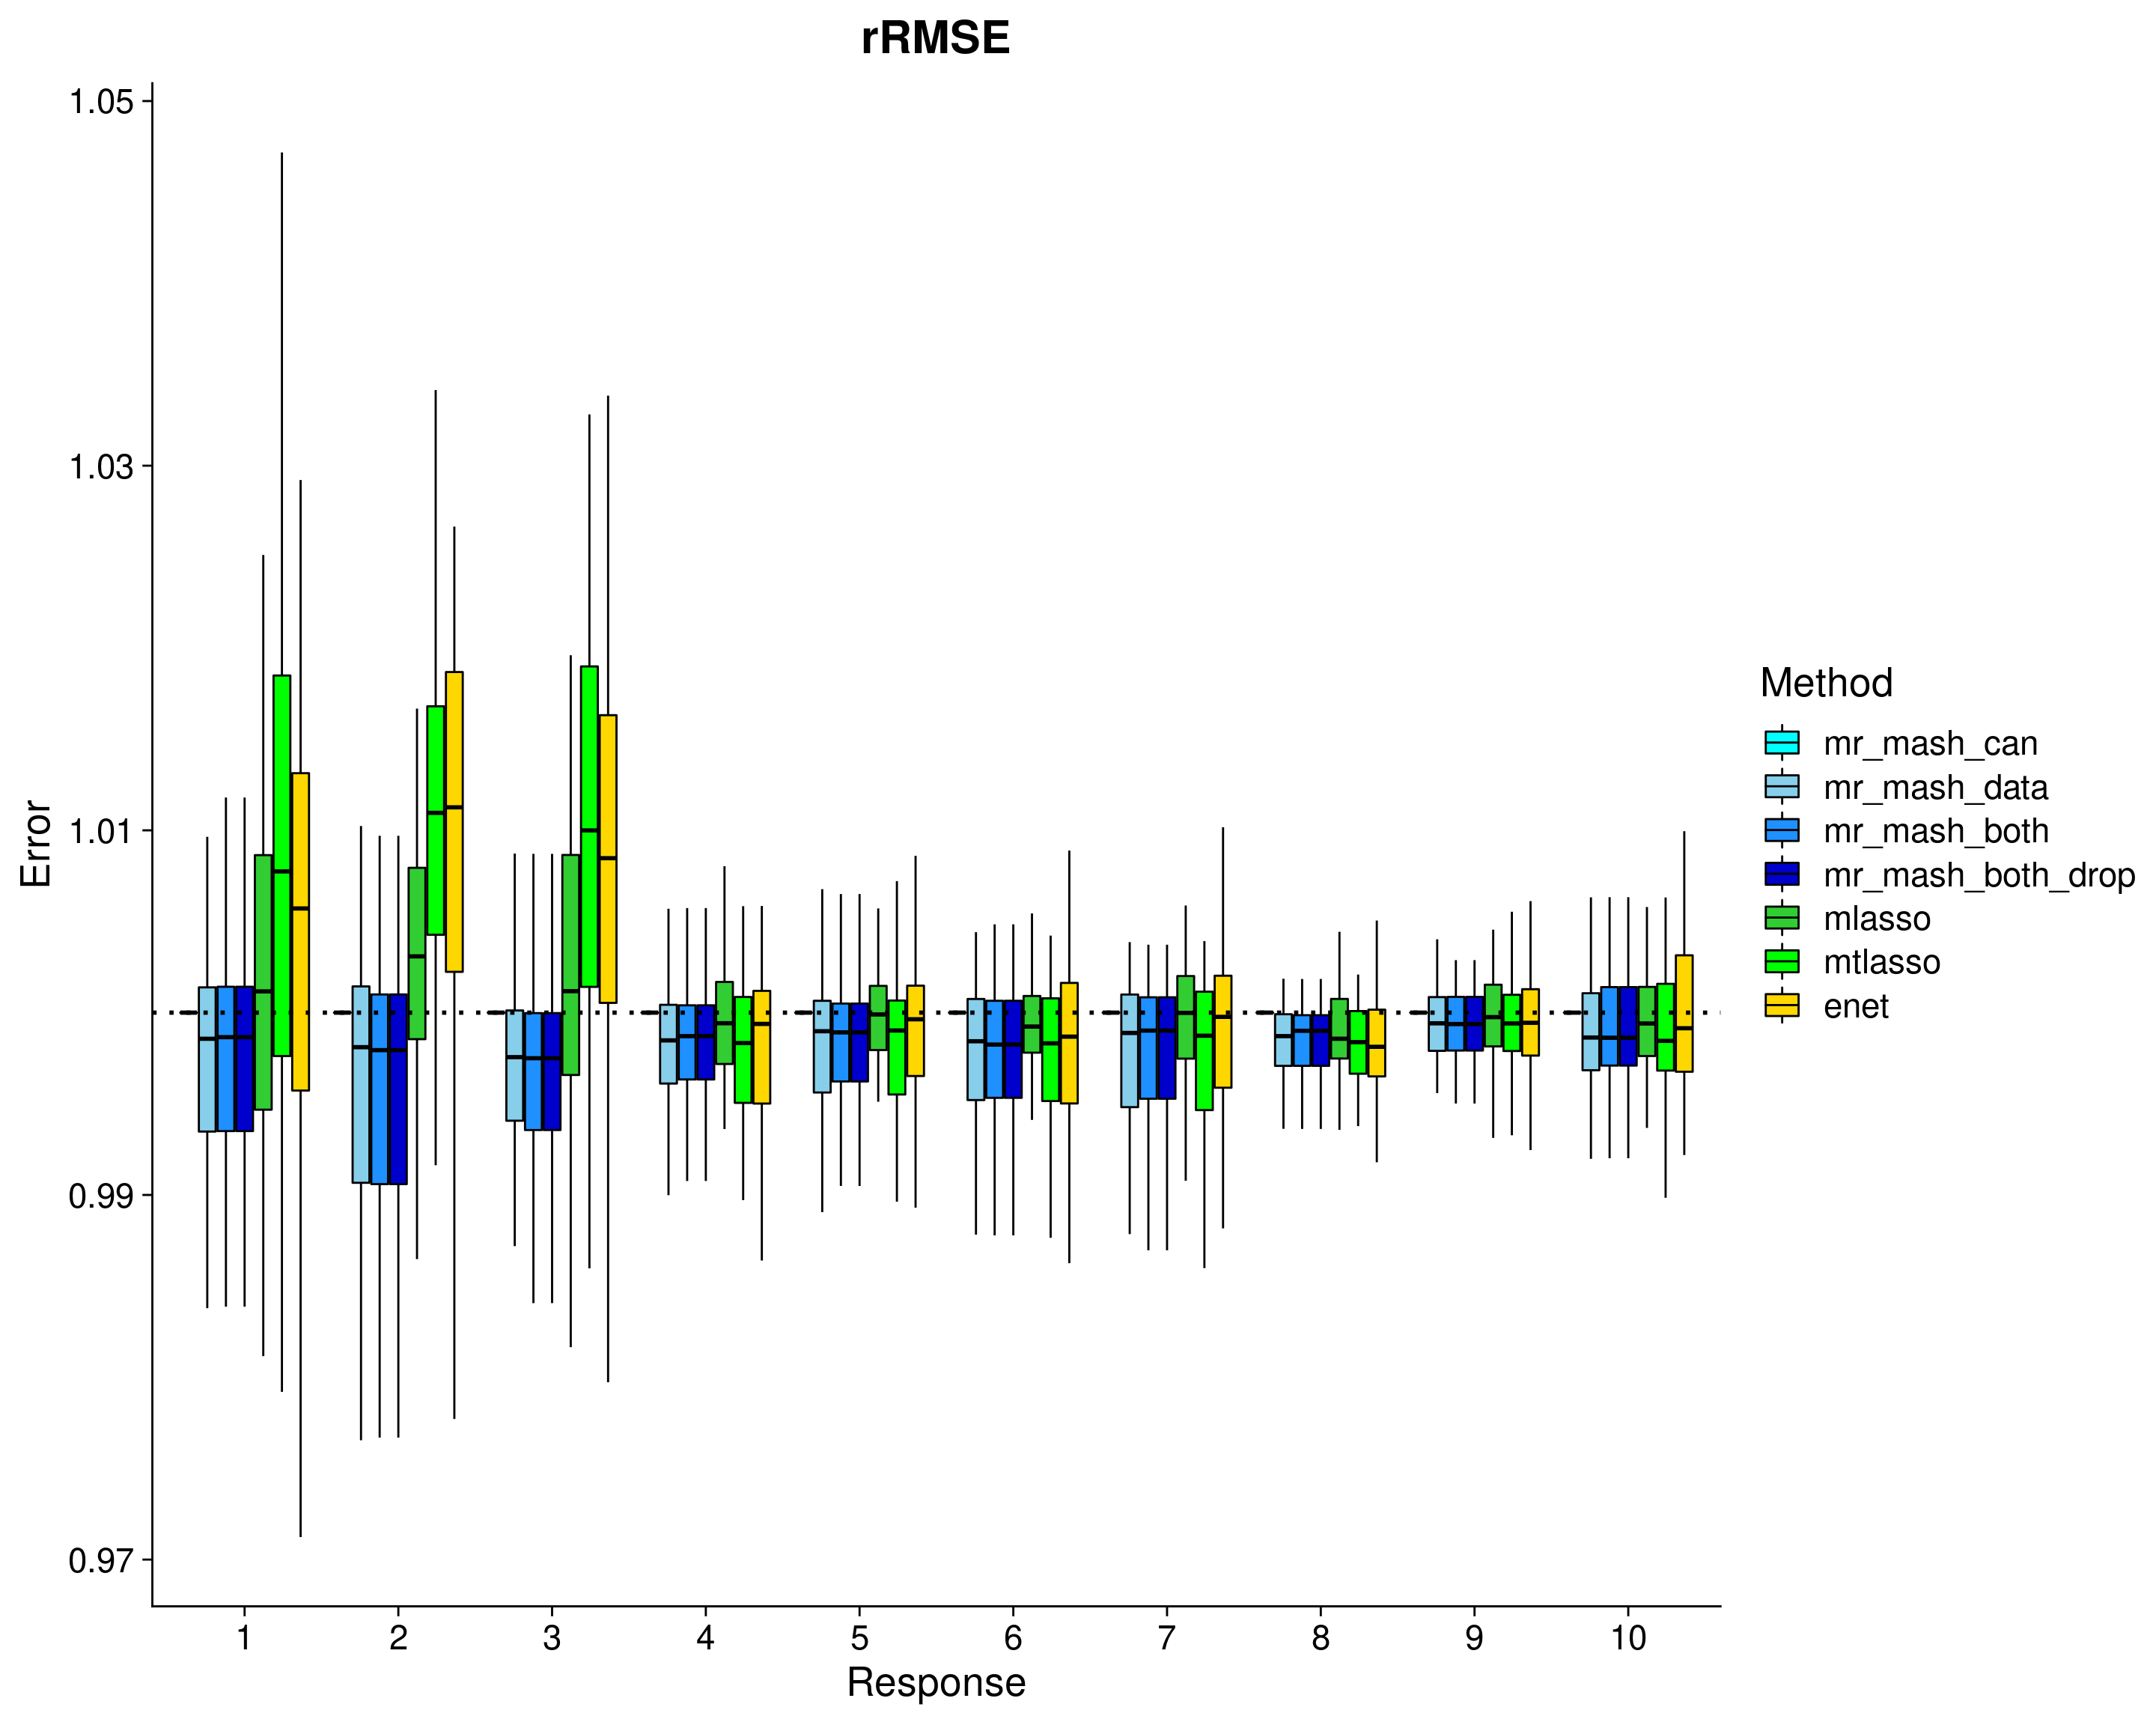 rRMSE
1.05
1.03
1.01
0.99
0.97
Error
1 2 3 4 5 6 7 8 9 10
Response
Method
mr_mash_can
mr_mash_data
mr_mash_both
mr_mash_both_drop
mlasso
mtlasso
enet